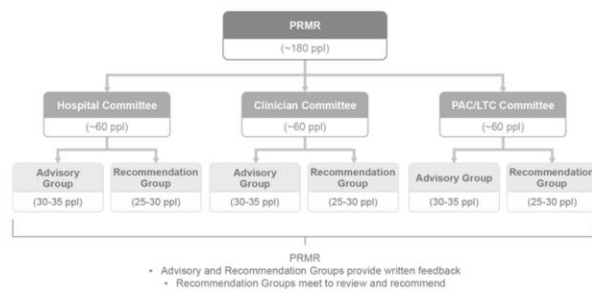 PRMR
(~180 ppl)
Hospital Committee
(~60 ppl)
Clinician Committee
(~60 ppl)
PAC/LTC Committee
(~60 ppl)
Advisory
Group
(30-35 ppl)
Recommendation
Group
(25-30 ppl)
Advisory
Group
(30-35 ppl)
Recommendation
Group
(25-30 ppl)
Advisory Group
(30-35 ppl)
Recommendation
Group
(25-30 ppl)
PRMR
• Advisory and Recommendation Groups provide written feedback
• Recommendation Groups meet to review and recommend